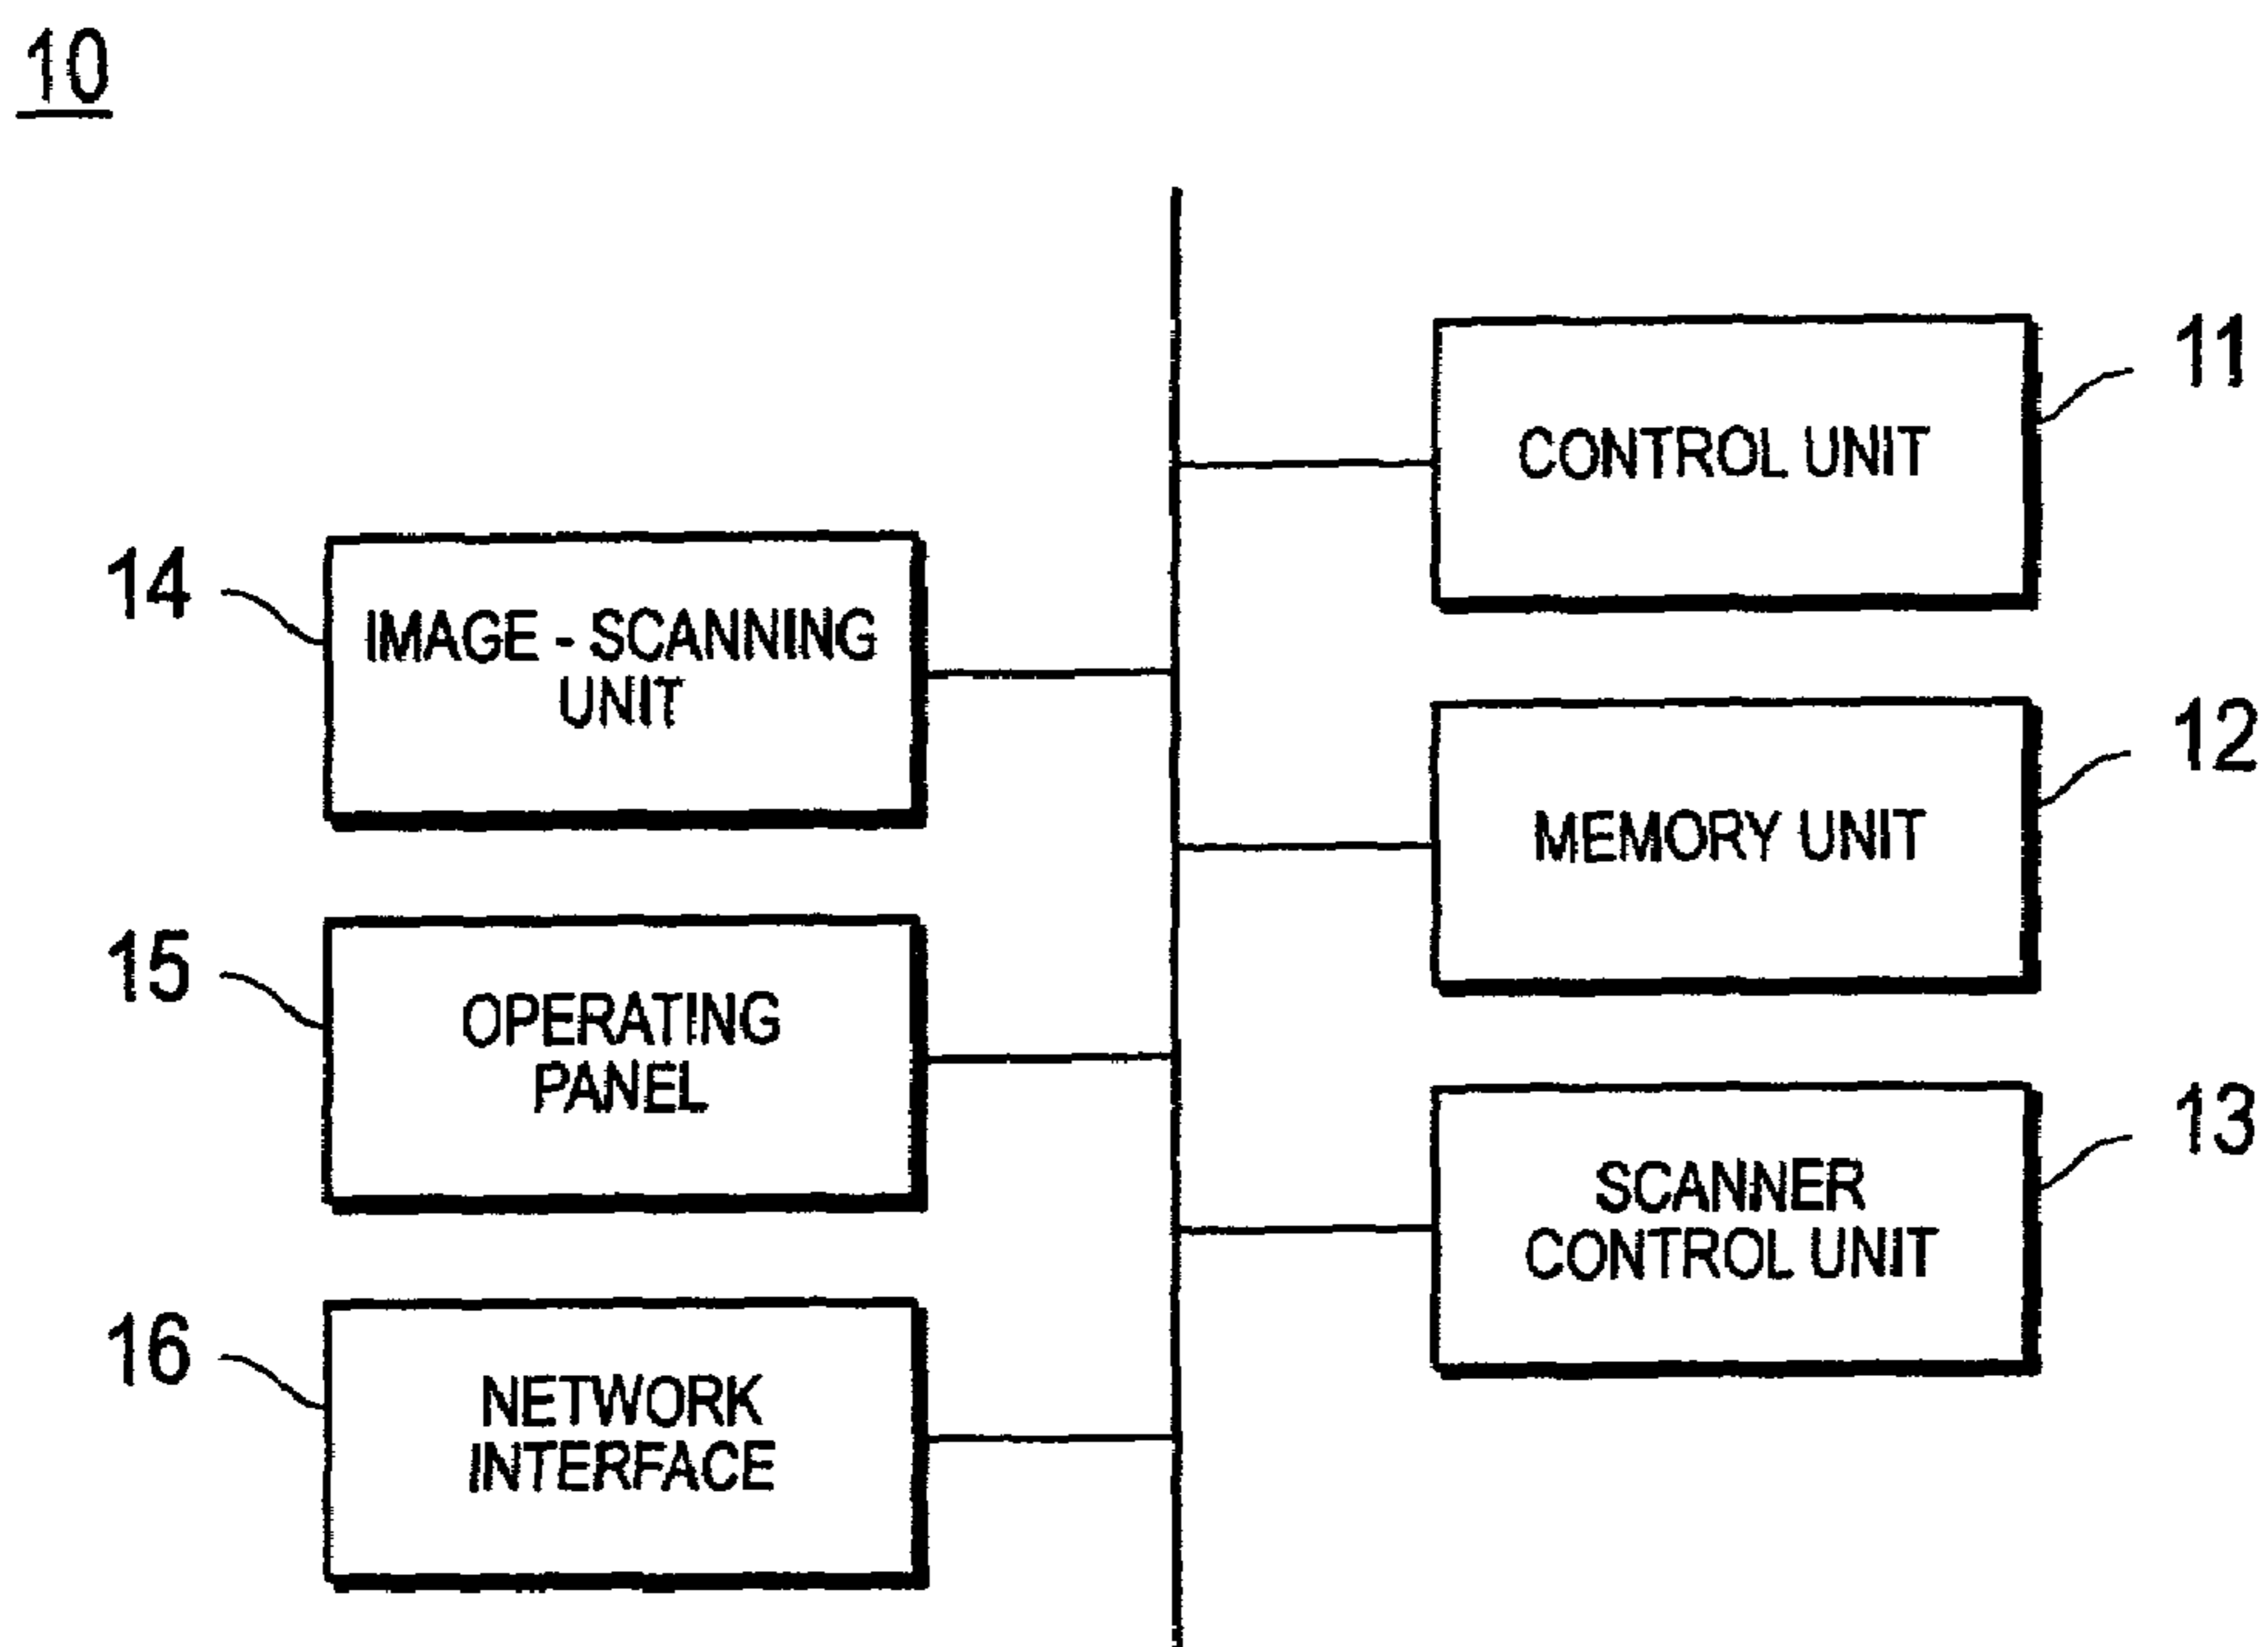 10
11
CONTROL UNIT
14
IMAGE - SCANNING
UNIT
12
MEMORY UNIT
15
OPERATING
PANEL
13
SCANNER
CONTROL UNIT
16
NETWORK
INTERFACE